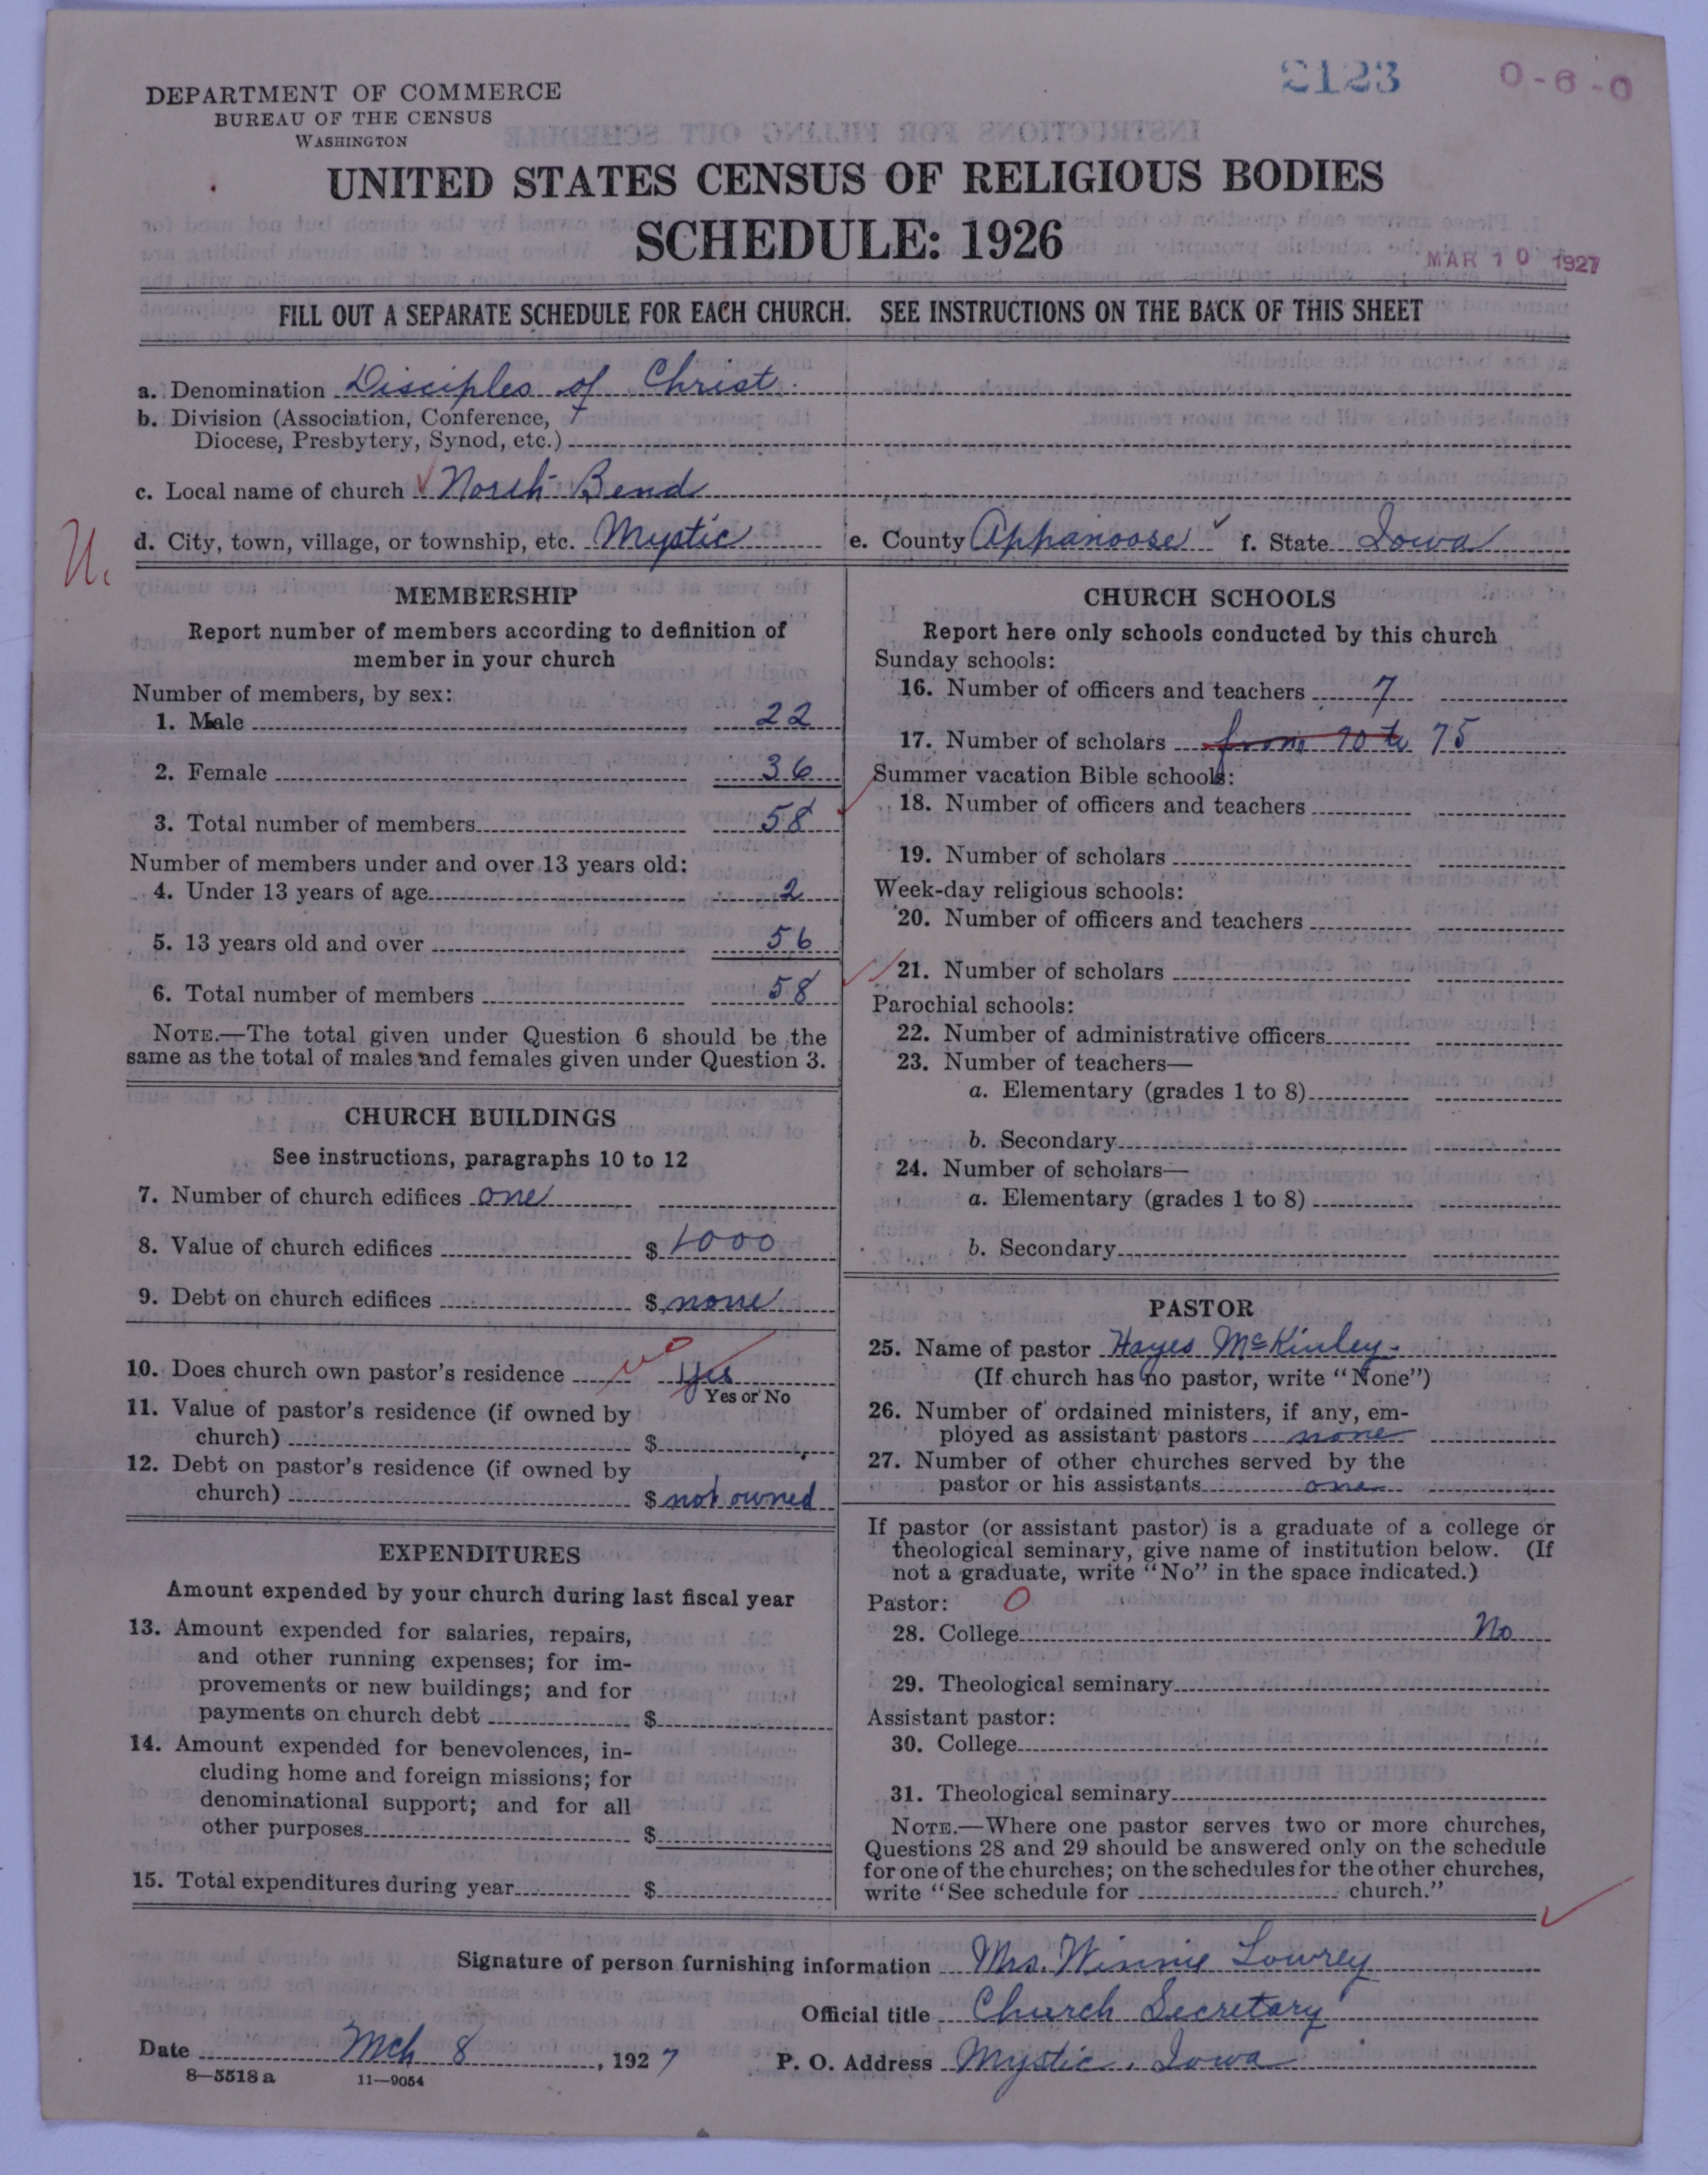 2123
0-6-0
DEPARTMENT OF COMMERCE
BUREAU OF THE CENSUS
WASHINGTON
UNITED STATES CENSUS OF RELIGIOUS BODIES
SCHEDULE: 1926
MAR 10 1927
FILL OUT A SEPARATE SCHEDULE FOR EACH CHURCH. SEE INSTRUCTIONS ON THE BACK OF THIS SHEET
a. Denomination Disciples of Christ
b. Division (Association, Conference,
Diocese, Presbytery, Synod, etc.)
c. Local name of church North Bend
d. City, town, village, or township, etc. Mystic e. County Appanoose f. State Iowa
MEMBERSHIP
Report number of members according to definition of
member in your church
Number of members, by sex:
1. Male 22
2. Female 36
3. Total number of members 58
Number of members under and over 13 years old:
4. Under 13 years of age 2
5. 13 years old and over 56
6. Total number of members 58
NOTE.—The total given under Question 6 should be the
same as the total of males and females given under Question 3.
CHURCH BUILDINGS
See instructions, paragraphs 10 to 12
7. Number of church edifices one
8. Value of church edifices $ 1000
9. Debt on church edifices $ none
10. Does church own pastor's residence no yes
Yes or No
11. Value of pastor's residence (if owned by
church) $
12. Debt on pastor's residence (if owned by
church) $ not owned
EXPENDITURES
Amount expended by your church during last fiscal year
13. Amount expended for salaries, repairs,
and other running expenses; for im-
provements or new buildings; and for
payments on church debt $
14. Amount expended for benevolences, in-
cluding home and foreign missions; for
denominational support; and for all
other purposes $
15. Total expenditures during year $
CHURCH SCHOOLS
Report here only schools conducted by this church
Sunday schools:
16. Number of officers and teachers 7
17. Number of scholars from 70 to 75
Summer vacation Bible schools:
18. Number of officers and teachers
19. Number of scholars
Week-day religious schools:
20. Number of officers and teachers
21. Number of scholars
Parochial schools:
22. Number of administrative officers
23. Number of teachers—
a. Elementary (grades 1 to 8)
b. Secondary
24. Number of scholars—
a. Elementary (grades 1 to 8)
b. Secondary
PASTOR
25. Name of pastor Hayes McKinley
(If church has no pastor, write "None")
26. Number of ordained ministers, if any, em-
ployed as assistant pastors none
27. Number of other churches served by the
pastor or his assistants one
If pastor (or assistant pastor) is a graduate of a college or
theological seminary, give name of institution below. (If
not a graduate, write "No" in the space indicated.)
Pastor: 0
28. College No
29. Theological seminary
Assistant pastor:
30. College
31. Theological seminary
NOTE.—Where one pastor serves two or more churches,
Questions 28 and 29 should be answered only on the schedule
for one of the churches; on the schedules for the other churches,
write "See schedule for church."
Signature of person furnishing information Mrs. Winnie Lowrey
Official title Church Secretary
Date Mch 8, 1927 P. O. Address Mystic, Iowa
8—5518 a 11—9054